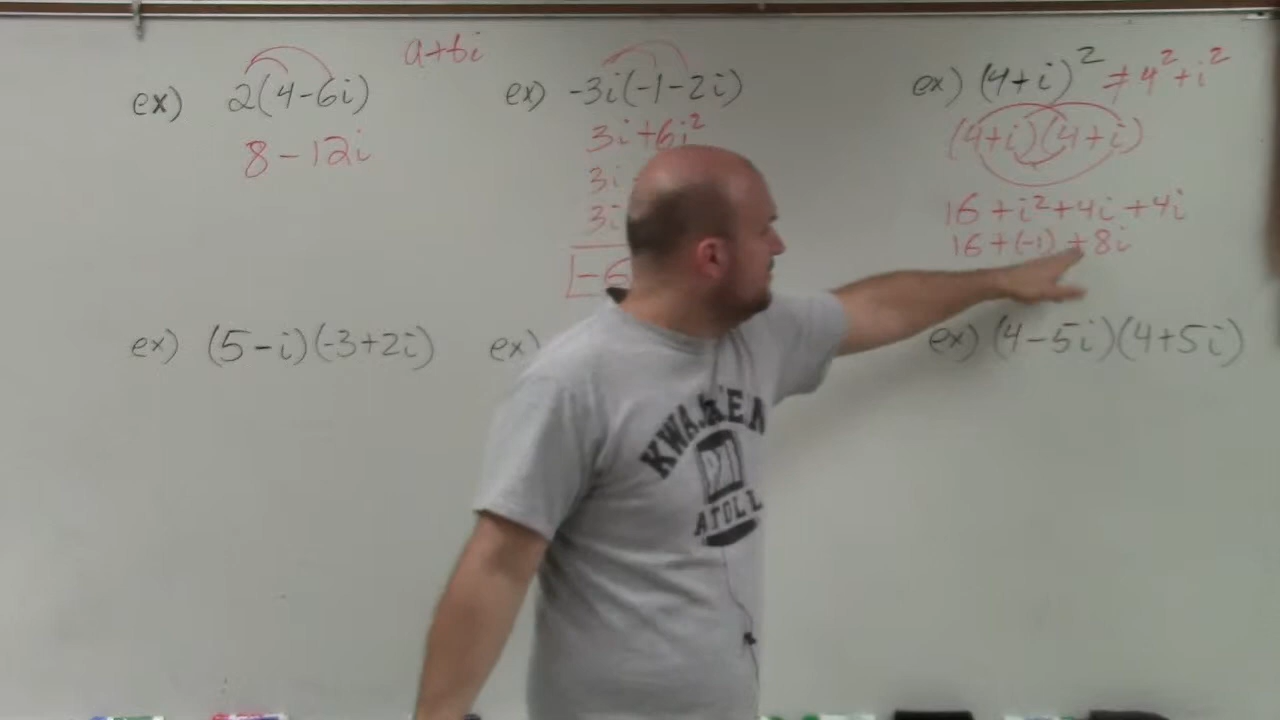 a+bi
ex) 2(4-6i)
8-12i
ex) -3i(-1-2i)
3i+6i²
3i
3i
-6
ex) (4+i)² ≠ 4²+i²
(4+i)(4+i)
16+i²+4i+4i
16+(-1)+8i
ex) (5-i)(-3+2i)
ex)
ex) (4-5i)(4+5i)
ATOLL